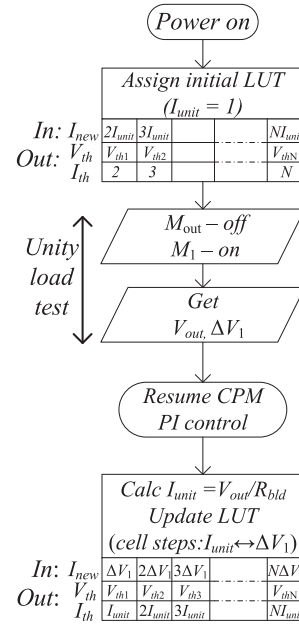 Power on
Assign initial LUT
(I_unit = 1)
In: I_new 2I_unit 3I_unit NI_unit
Out: V_th V_th1 V_th2 V_thN
I_th 2 3 N
Unity
load
test
M_out – off
M_1 – on
Get
V_out, ΔV_1
Resume CPM
PI control
Calc I_unit =V_out/R_bld
Update LUT
(cell steps:I_unit↔ΔV_1)
In: I_new ΔV_1 2ΔV_1 3ΔV_1 NΔV
Out: V_th V_th1 V_th2 V_th3 V_thN
I_th I_unit 2I_unit 3I_unit NI_unit